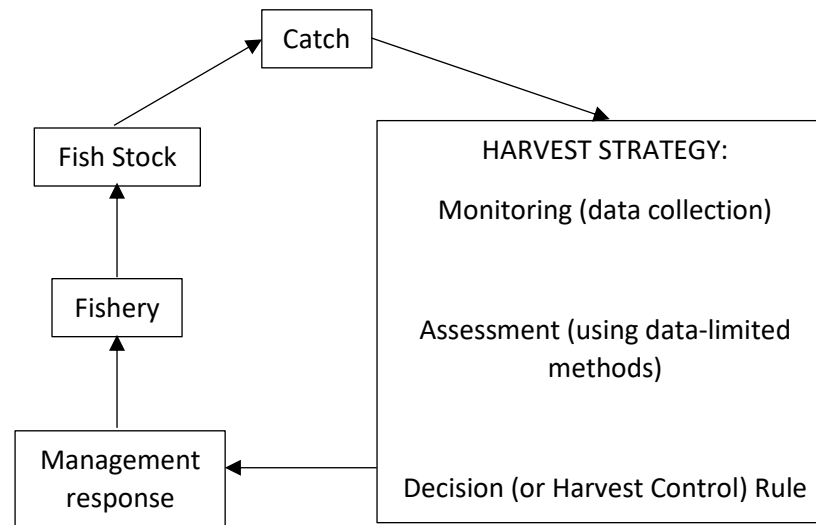 Catch
HARVEST STRATEGY:
Monitoring (data collection)
Assessment (using data-limited
methods)
Decision (or Harvest Control) Rule
Management
response
Fishery
Fish Stock